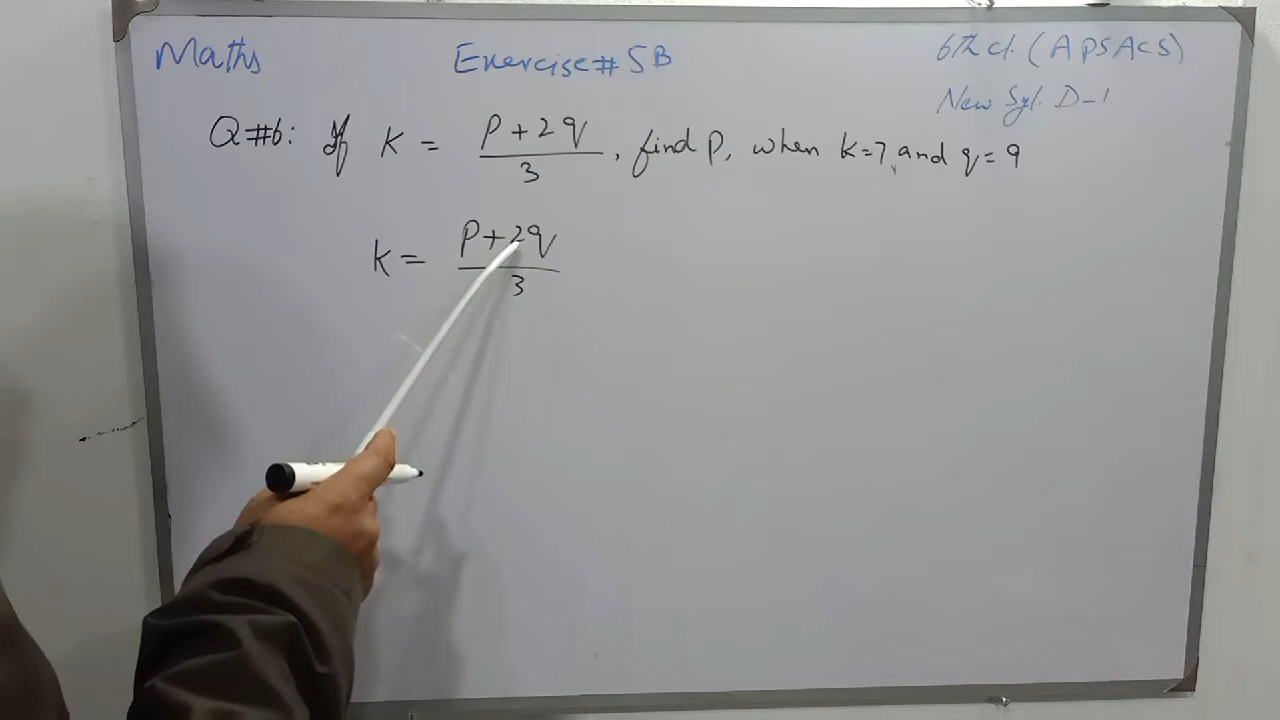 Maths Exercise # 5B 6th cl. (APSACS)
New Syl. D-1
Q#6: If K = p+2q/3, find p, when k=7, and q=9
k = p+2q/3